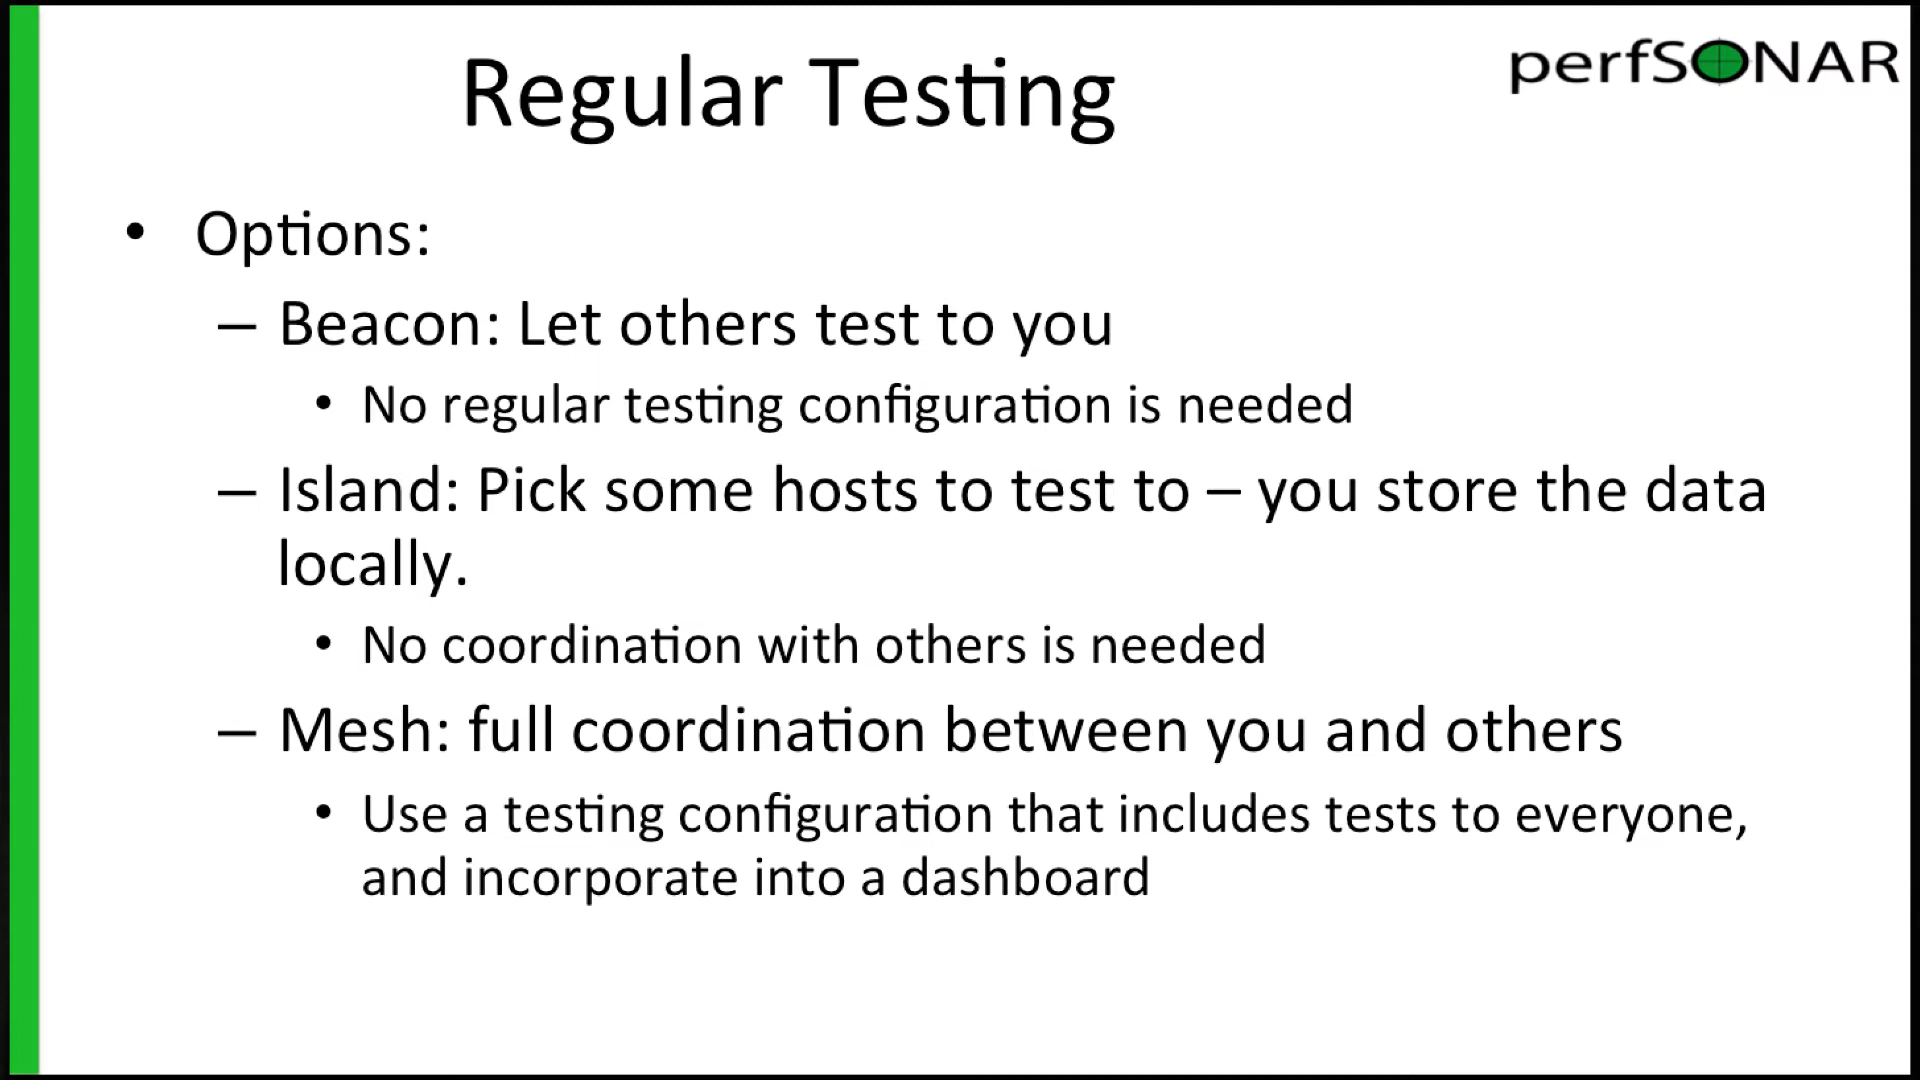 Regular Testing
perfSONAR
• Options:
– Beacon: Let others test to you
• No regular testing configuration is needed
– Island: Pick some hosts to test to – you store the data
locally.
• No coordination with others is needed
– Mesh: full coordination between you and others
• Use a testing configuration that includes tests to everyone,
and incorporate into a dashboard